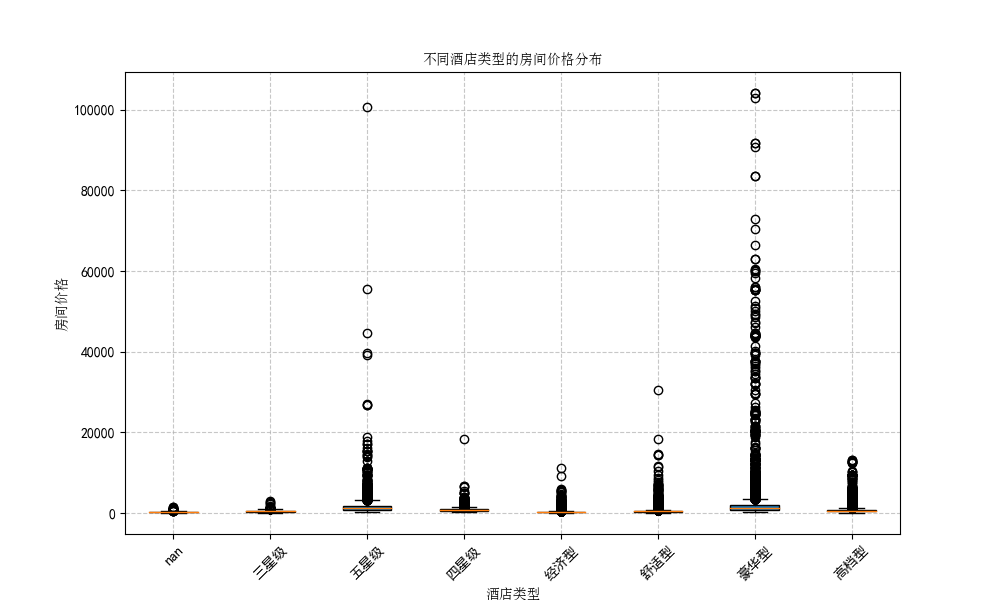 不同酒店类型的房间价格分布
房间价格
100000
80000
60000
40000
20000
0
nan
三星级
五星级
四星级
经济型
舒适型
豪华型
高档型
酒店类型